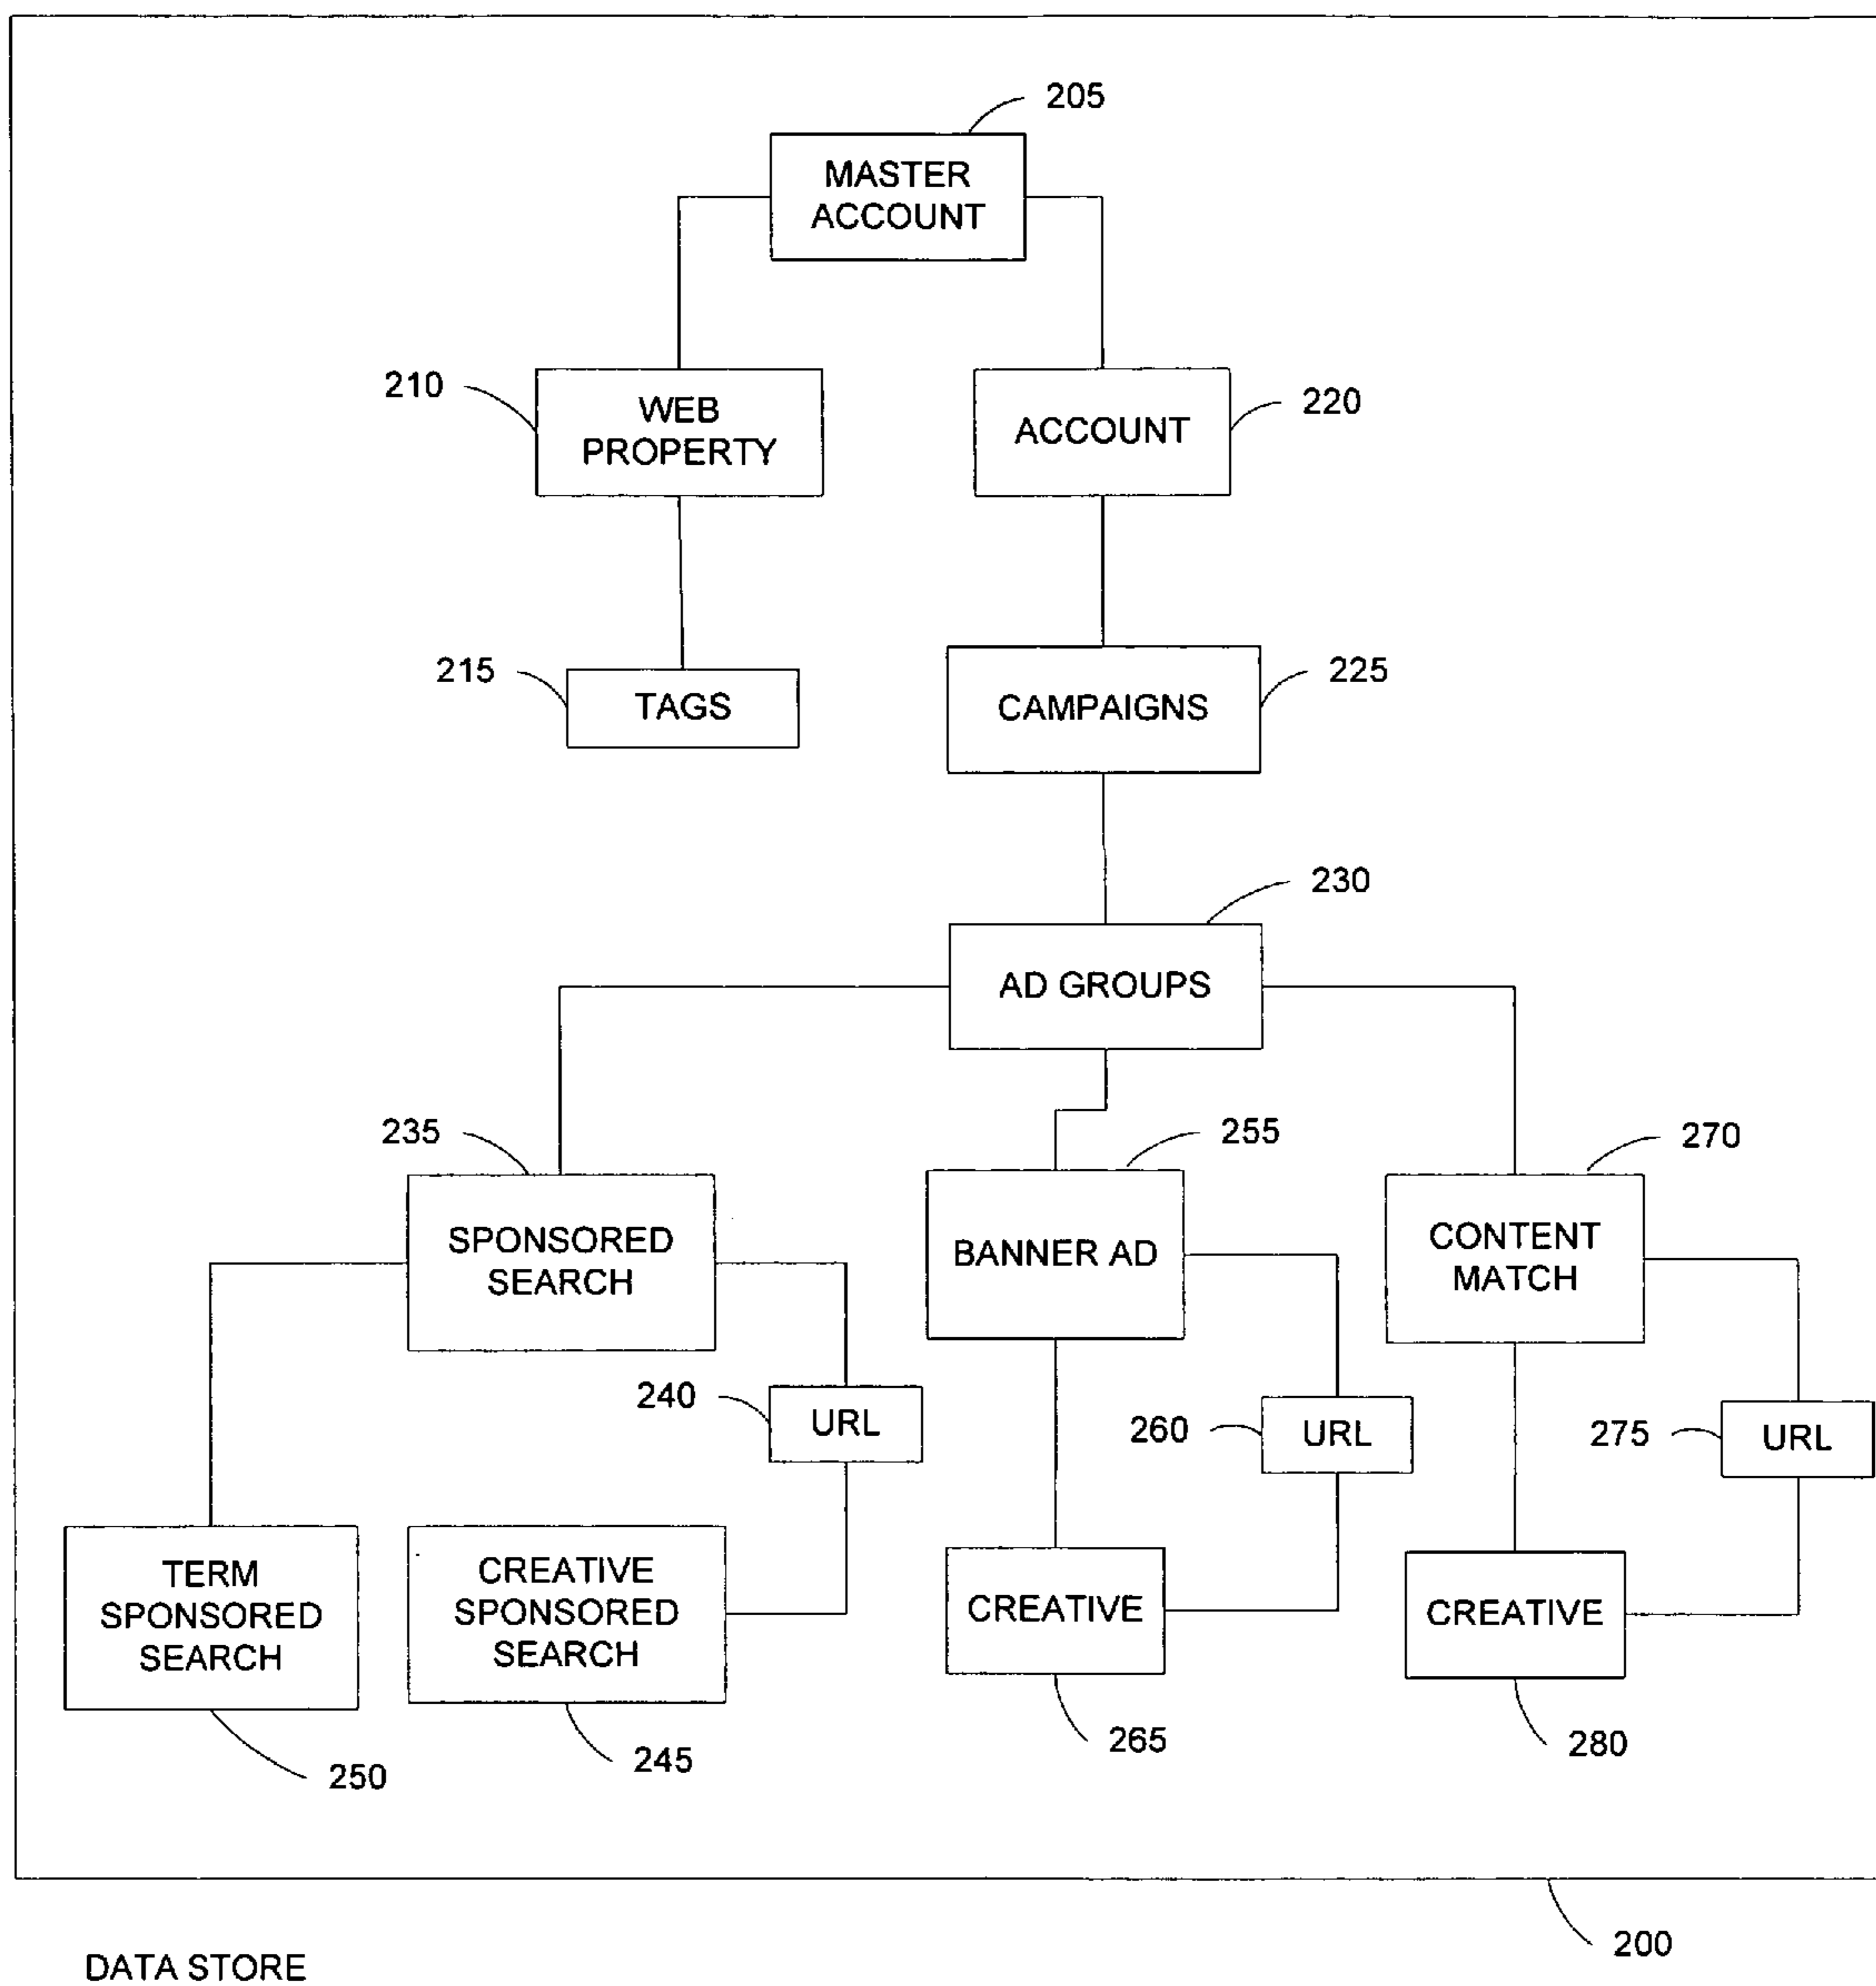 205
MASTER
ACCOUNT
210
WEB
PROPERTY
ACCOUNT
220
215
TAGS
CAMPAIGNS
225
230
AD GROUPS
235
255
270
SPONSORED
SEARCH
BANNER AD
CONTENT
MATCH
240
URL
260
URL
275
URL
TERM
SPONSORED
SEARCH
CREATIVE
SPONSORED
SEARCH
CREATIVE
CREATIVE
250
245
265
280
200
DATA STORE